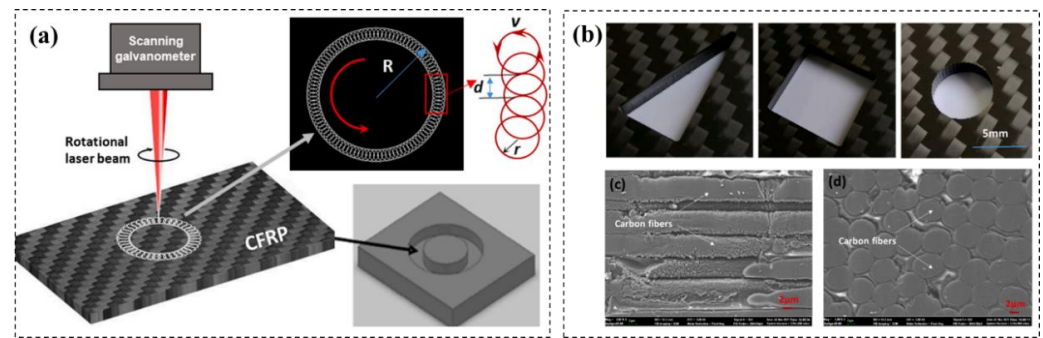 (a)
Scanning
galvanometer
Rotational
laser beam
R
v
d
r
CFRP
(b)
5mm
(c)
Carbon fibers
2μm
(d)
Carbon fibers
2μm